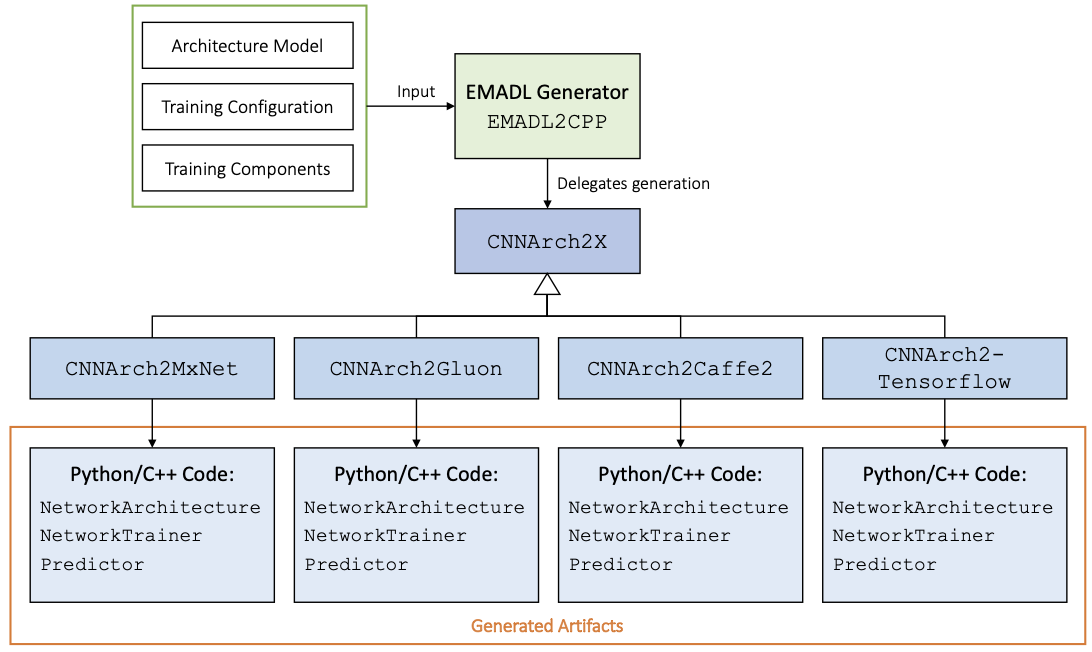 Architecture Model
Training Configuration
Training Components
Input
EMADL Generator
EMADL2CPP
Delegates generation
CNNArch2X
CNNArch2MxNet
CNNArch2Gluon
CNNArch2Caffe2
CNNArch2-
Tensorflow
Python/C++ Code:
NetworkArchitecture
NetworkTrainer
Predictor
Python/C++ Code:
NetworkArchitecture
NetworkTrainer
Predictor
Python/C++ Code:
NetworkArchitecture
NetworkTrainer
Predictor
Python/C++ Code:
NetworkArchitecture
NetworkTrainer
Predictor
Generated Artifacts